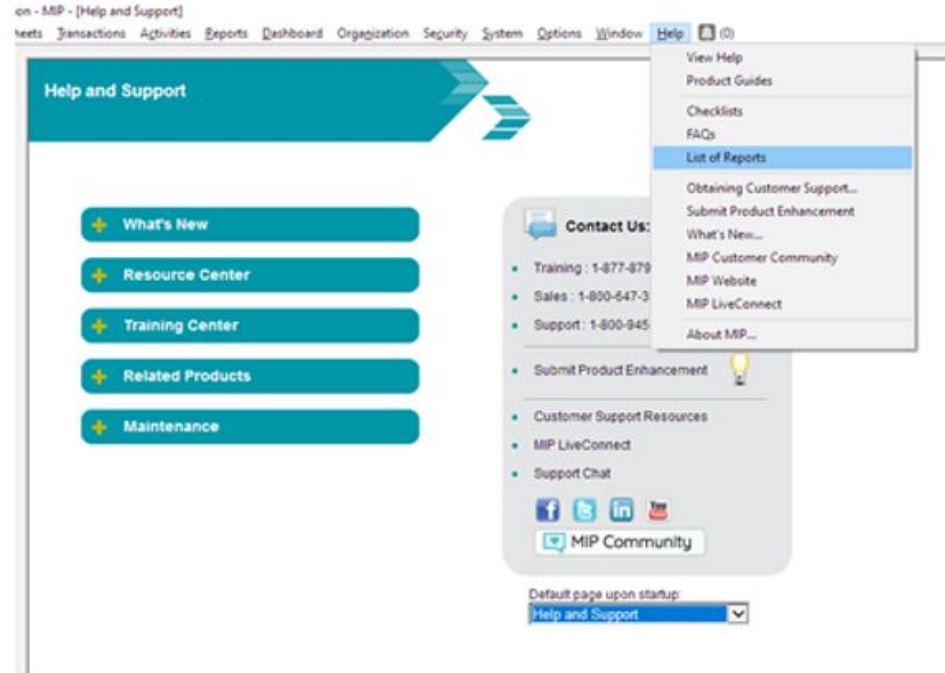 ion - MIP - [Help and Support]
heets Transactions Activities Reports Dashboard Organization Security System Options Window Help (0)
View Help
Product Guides
Checklists
FAQs
List of Reports
Obtaining Customer Support...
Submit Product Enhancement
What's New...
MIP Customer Community
MIP Website
MIP LiveConnect
About MIP...
Help and Support
What's New
Resource Center
Training Center
Related Products
Maintenance
Contact Us:
Training : 1-877-879
Sales : 1-800-647-3
Support : 1-800-945
Submit Product Enhancement
Customer Support Resources
MIP LiveConnect
Support Chat
f in You
MIP Community
Default page upon startup:
Help and Support